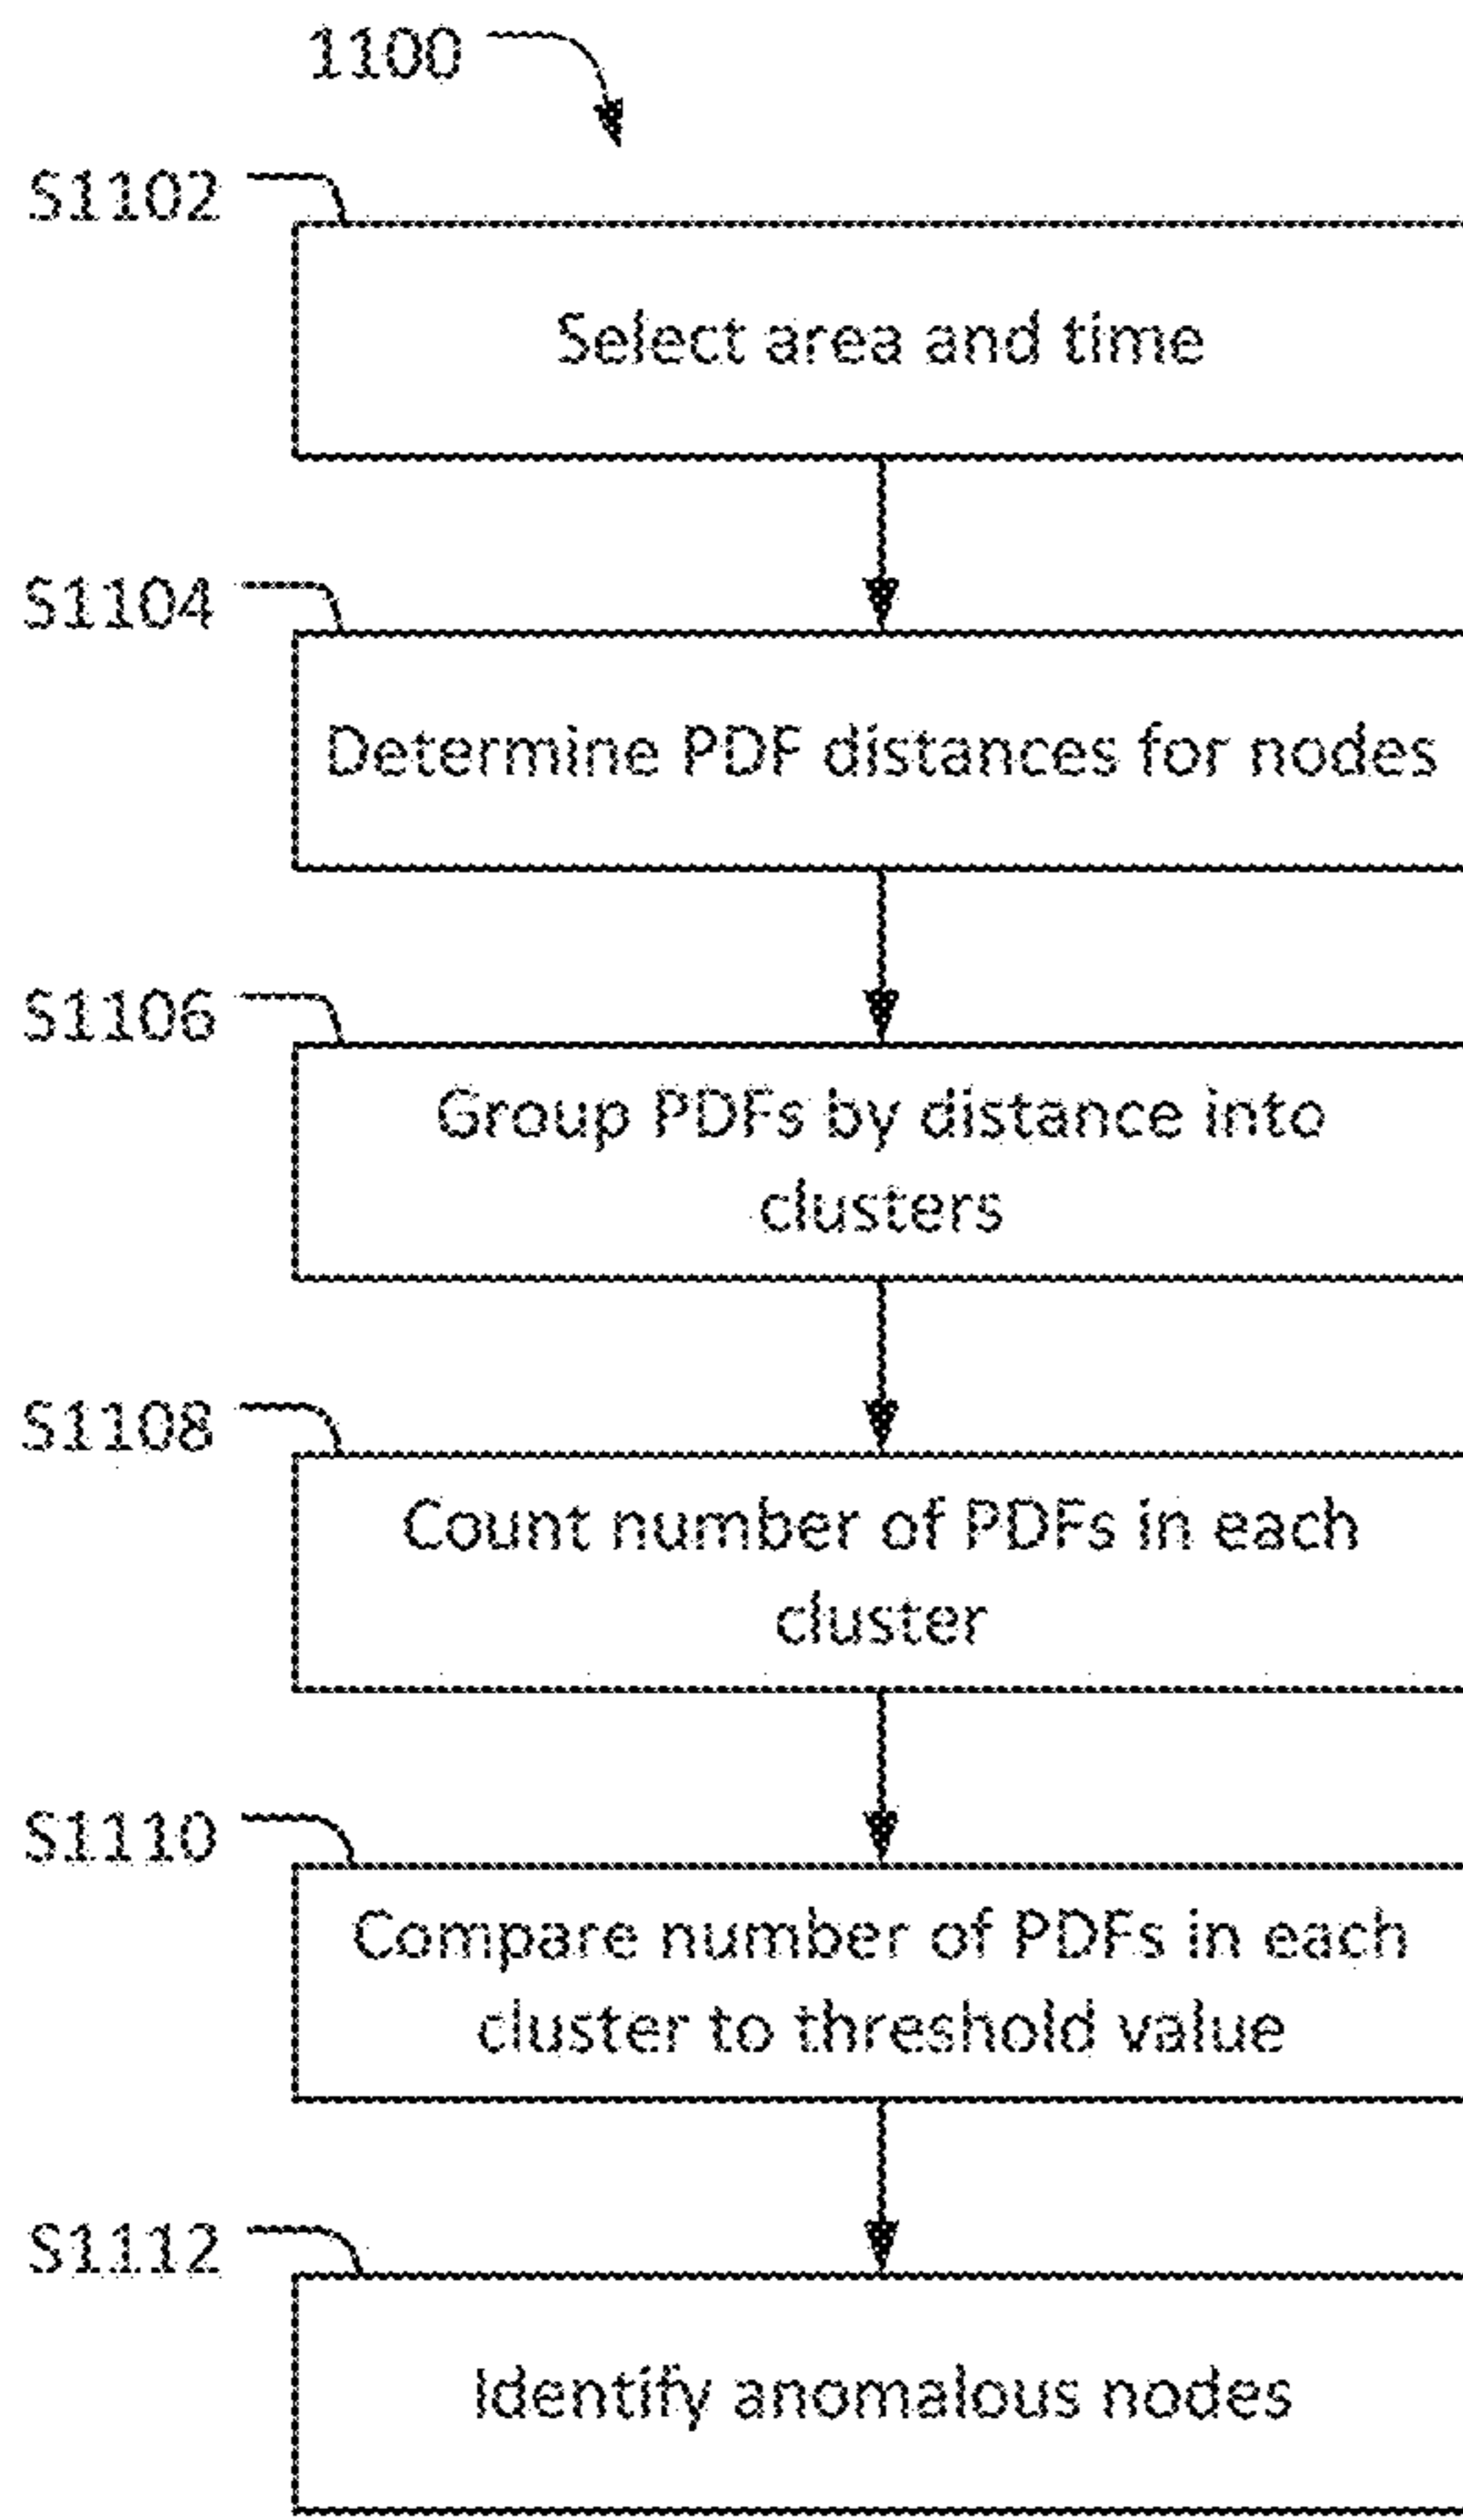 1100
S1102
Select area and time
S1104
Determine PDF distances for nodes
S1106
Group PDFs by distance into
clusters
S1108
Count number of PDFs in each
cluster
S1110
Compare number of PDFs in each
cluster to threshold value
S1112
Identify anomalous nodes